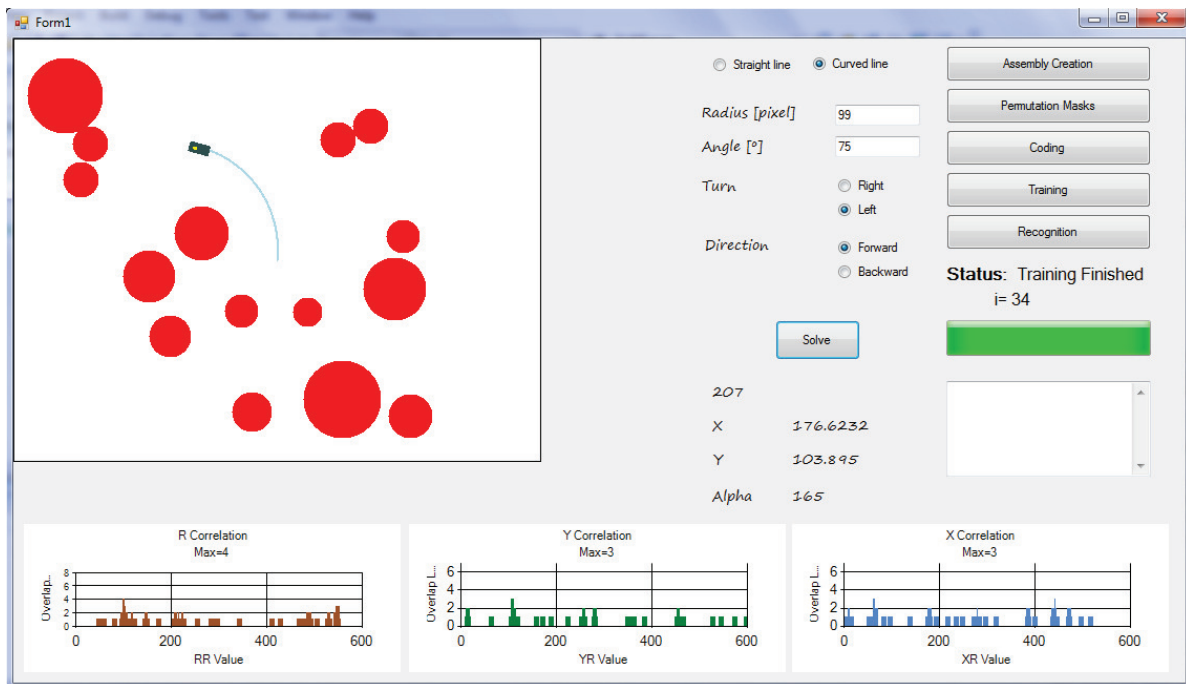 Form1
Straight line Curved line
Radius [pixel] 99
Angle [º] 75
Turn Right
Left
Direction Forward
Backward
Solve
207
X 176.6232
Y 103.895
Alpha 165
Assembly Creation
Permutation Masks
Coding
Training
Recognition
Status: Training Finished
i= 34
R Correlation
Max=4
Overlap...
8
6
4
2
0
0 200 400 600
RR Value
Y Correlation
Max=3
Overlap L...
6
4
2
0
0 200 400 600
YR Value
X Correlation
Max=3
Overlap L...
6
4
2
0
0 200 400 600
XR Value